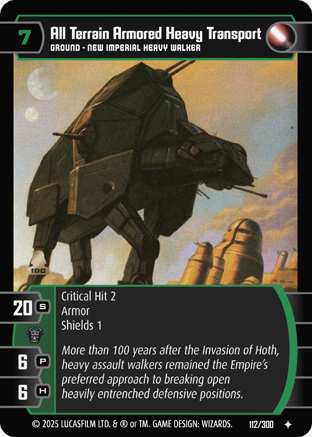 7 All Terrain Armored Heavy Transport
GROUND - NEW IMPERIAL HEAVY WALKER
IDG
20 S
Critical Hit 2
Armor
Shields 1
6 P
6 H
More than 100 years after the Invasion of Hoth,
heavy assault walkers remained the Empire's
preferred approach to breaking open
heavily entrenched defensive positions.
© 2025 LUCASFILM LTD. & ® OR TM. GAME DESIGN: WIZARDS. 112/300